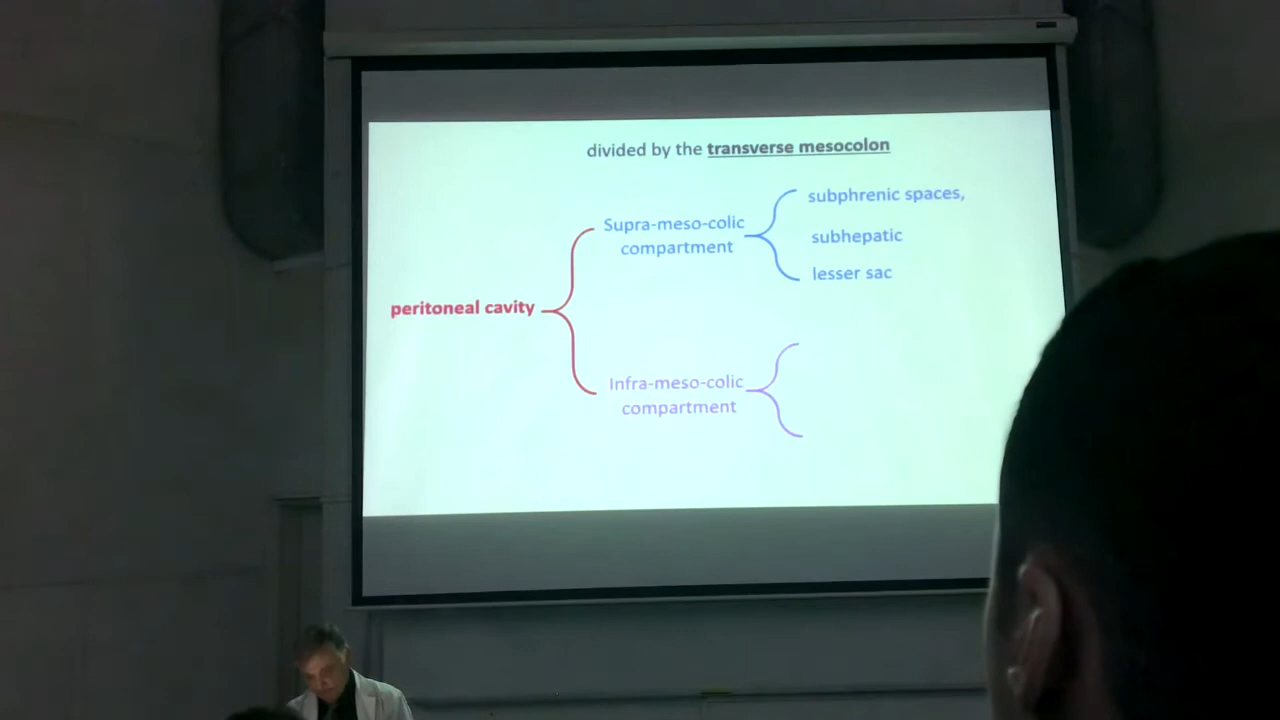 divided by the transverse mesocolon
subphrenic spaces,
Supra-meso-colic
compartment
subhepatic
lesser sac
peritoneal cavity
Infra-meso-colic
compartment